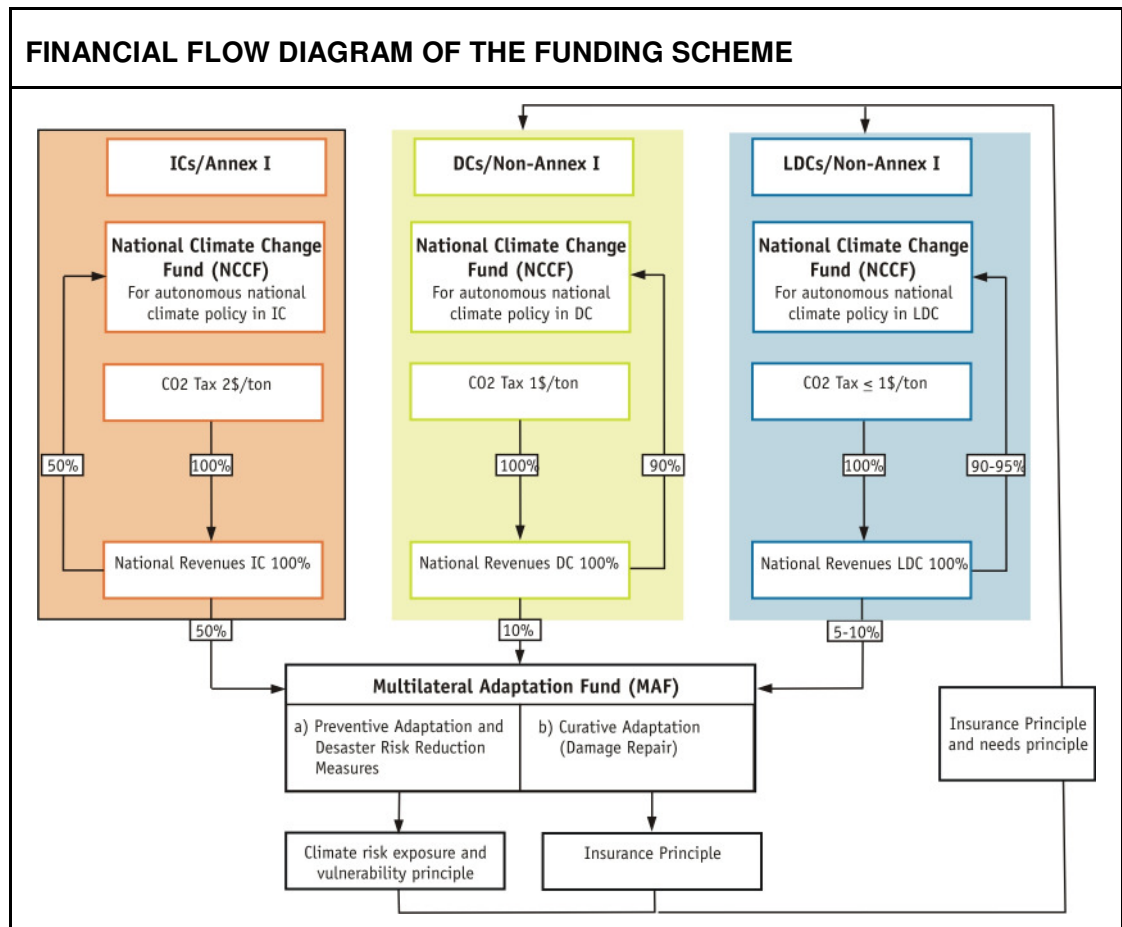 FINANCIAL FLOW DIAGRAM OF THE FUNDING SCHEME
ICs/Annex I
DCs/Non-Annex I
LDCs/Non-Annex I
National Climate Change
Fund (NCCF)
For autonomous national
climate policy in IC
National Climate Change
Fund (NCCF)
For autonomous national
climate policy in DC
National Climate Change
Fund (NCCF)
For autonomous national
climate policy in LDC
CO2 Tax 2$/ton
CO2 Tax 1$/ton
CO2 Tax ≤ 1$/ton
50%
100%
100%
90%
100%
90-95%
National Revenues IC 100%
National Revenues DC 100%
National Revenues LDC 100%
50%
10%
5-10%
Multilateral Adaptation Fund (MAF)
a) Preventive Adaptation and
Desaster Risk Reduction
Measures
b) Curative Adaptation
(Damage Repair)
Insurance Principle
and needs principle
Climate risk exposure and
vulnerability principle
Insurance Principle